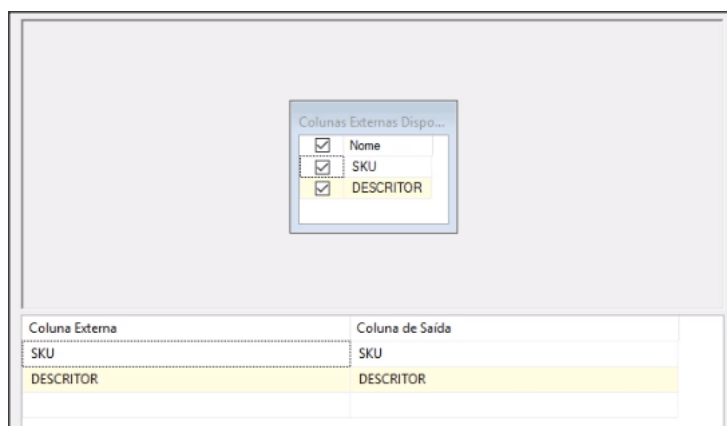 Colunas Externas Dispo...
Nome
SKU
DESCRITOR
Coluna Externa Coluna de Saída
SKU SKU
DESCRITOR DESCRITOR